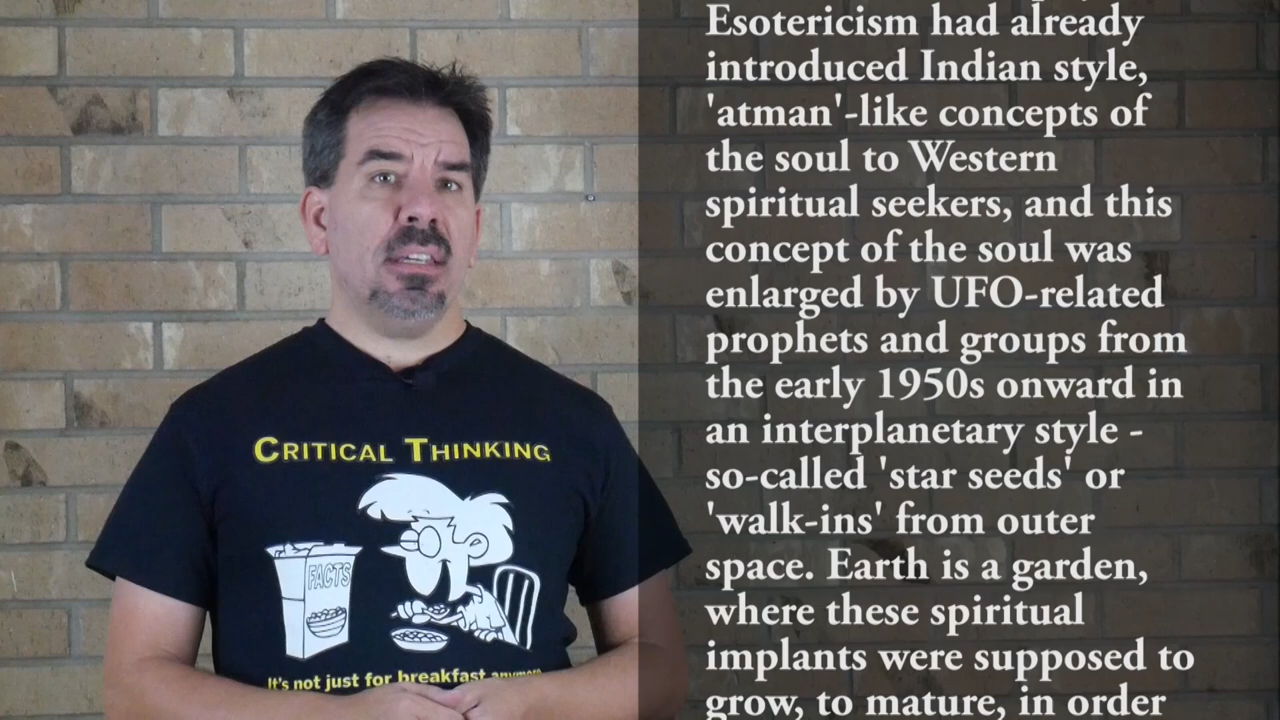 CRITICAL THINKING
FACTS
It's not just for breakfast anymore
Esotericism had already
introduced Indian style,
'atman'-like concepts of
the soul to Western
spiritual seekers, and this
concept of the soul was
enlarged by UFO-related
prophets and groups from
the early 1950s onward in
an interplanetary style -
so-called 'star seeds' or
'walk-ins' from outer
space. Earth is a garden,
where these spiritual
implants were supposed to
grow, to mature, in order